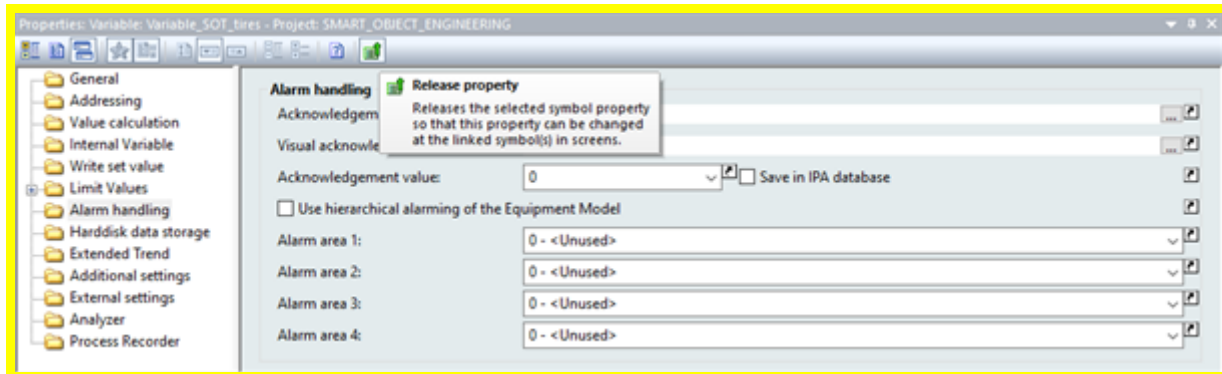 Properties: Variable: Variable_SOT_tires - Project: SMART_OBJECT_ENGINEERING
General
Addressing
Value calculation
Internal Variable
Write set value
Limit Values
Alarm handling
Harddisk data storage
Extended Trend
Additional settings
External settings
Analyzer
Process Recorder
Alarm handling
Release property
Releases the selected symbol property
so that this property can be changed
at the linked symbol(s) in screens.
Acknowledgem
...
Visual acknowle
...
Acknowledgement value: 0 Save in IPA database
Use hierarchical alarming of the Equipment Model
Alarm area 1: 0 - <Unused>
Alarm area 2: 0 - <Unused>
Alarm area 3: 0 - <Unused>
Alarm area 4: 0 - <Unused>